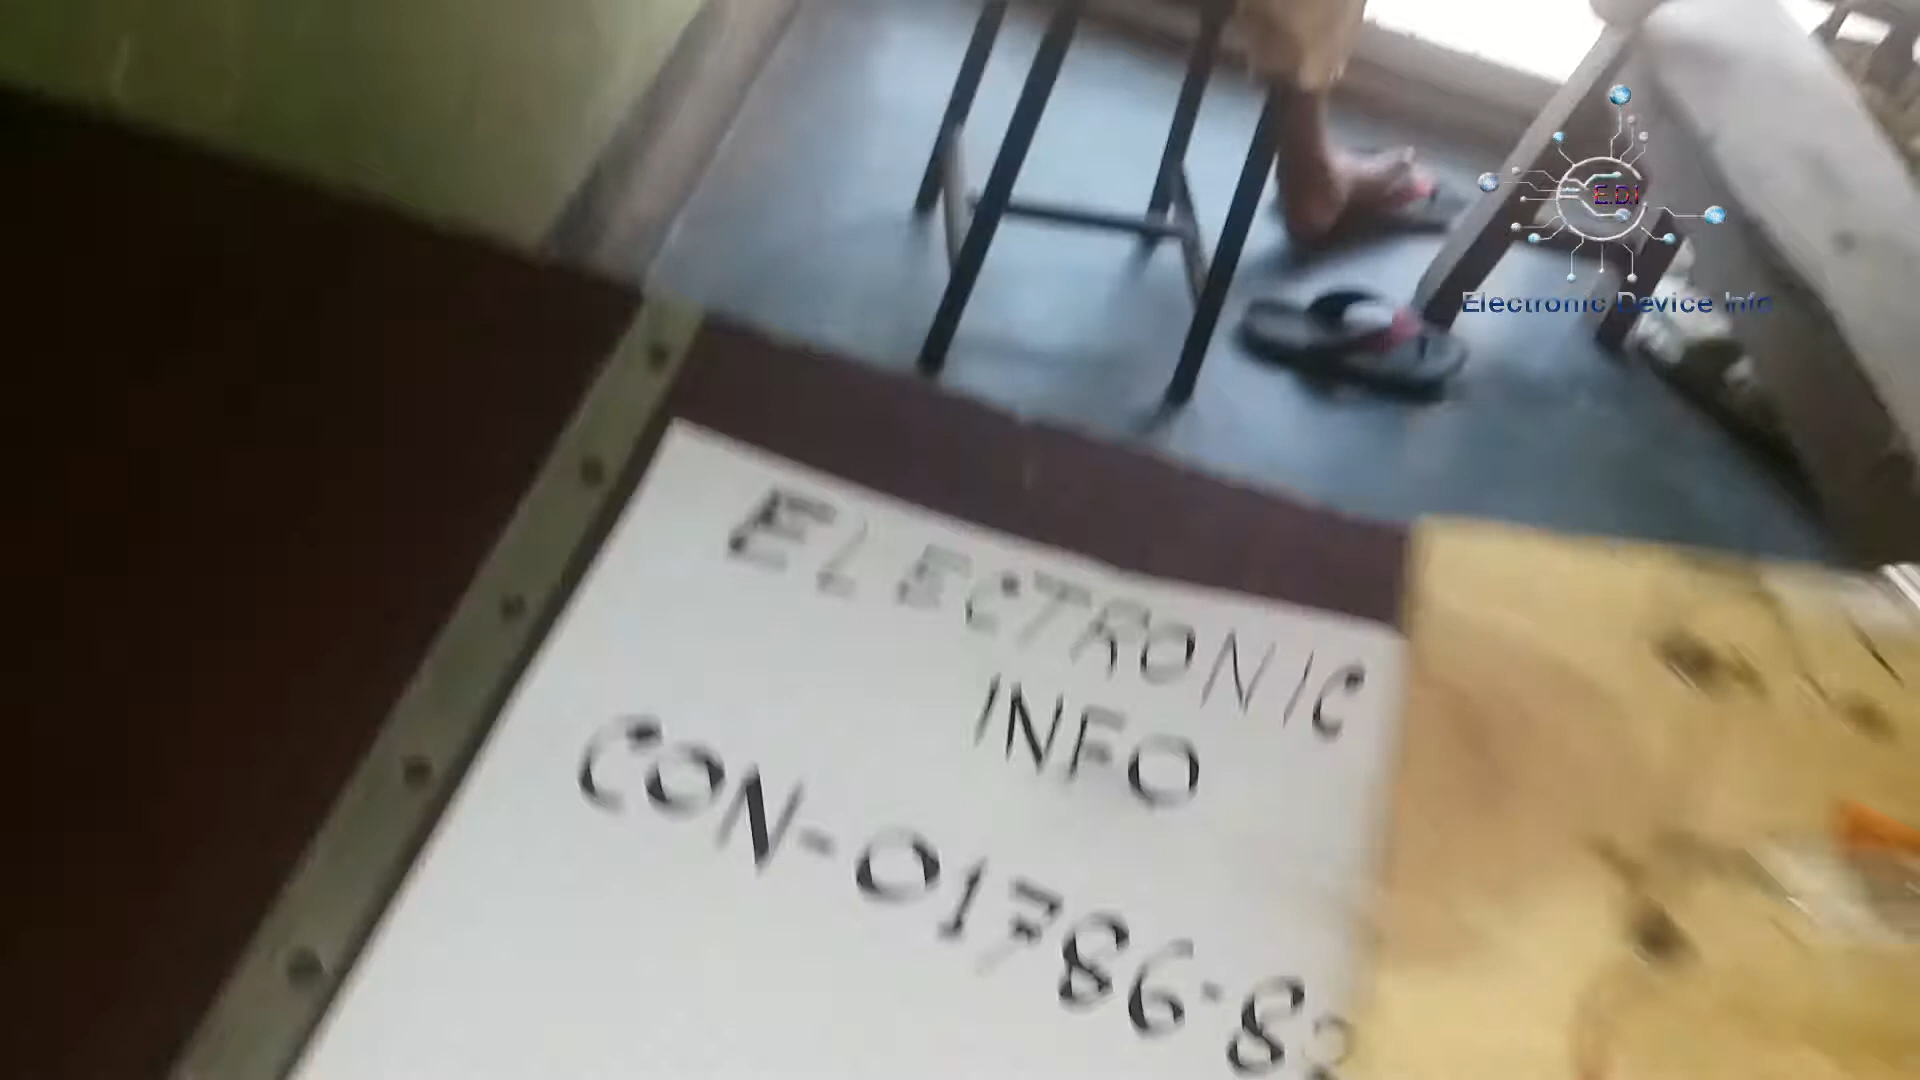 E.D.I
Electronic Device Info
ELECTRONIC
INFO
CON-01786-8